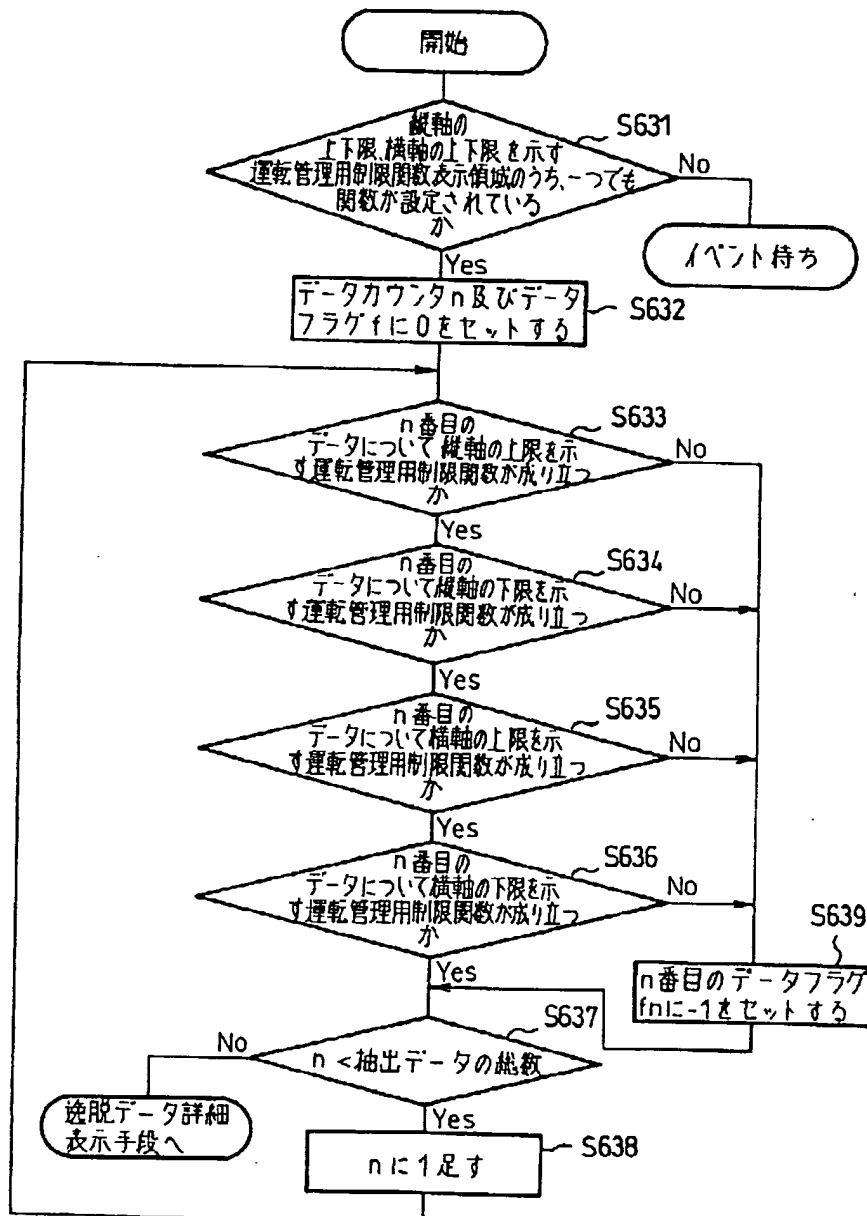 開始
縦軸の
上下限、横軸の上下限を示す
運転管理用制限関数表示領域のうち、一つでも
関数が設定されている
か
S631
No
イベント待ち
Yes
データカウンタn及びデータ
フラグfに0をセットする
S632
n番目の
データについて縦軸の上限を示
す運転管理用制限関数が成り立つ
か
S633
No
Yes
n番目の
データについて縦軸の下限を示
す運転管理用制限関数が成り立つ
か
S634
No
Yes
n番目の
データについて横軸の上限を示
す運転管理用制限関数が成り立つ
か
S635
No
Yes
n番目の
データについて横軸の下限を示
す運転管理用制限関数が成り立つ
か
S636
No
S639
n番目のデータフラグ
fnに-1をセットする
Yes
n<抽出データの総数
S637
No
逸脱データ詳細
表示手段へ
Yes
nに1足す
S638